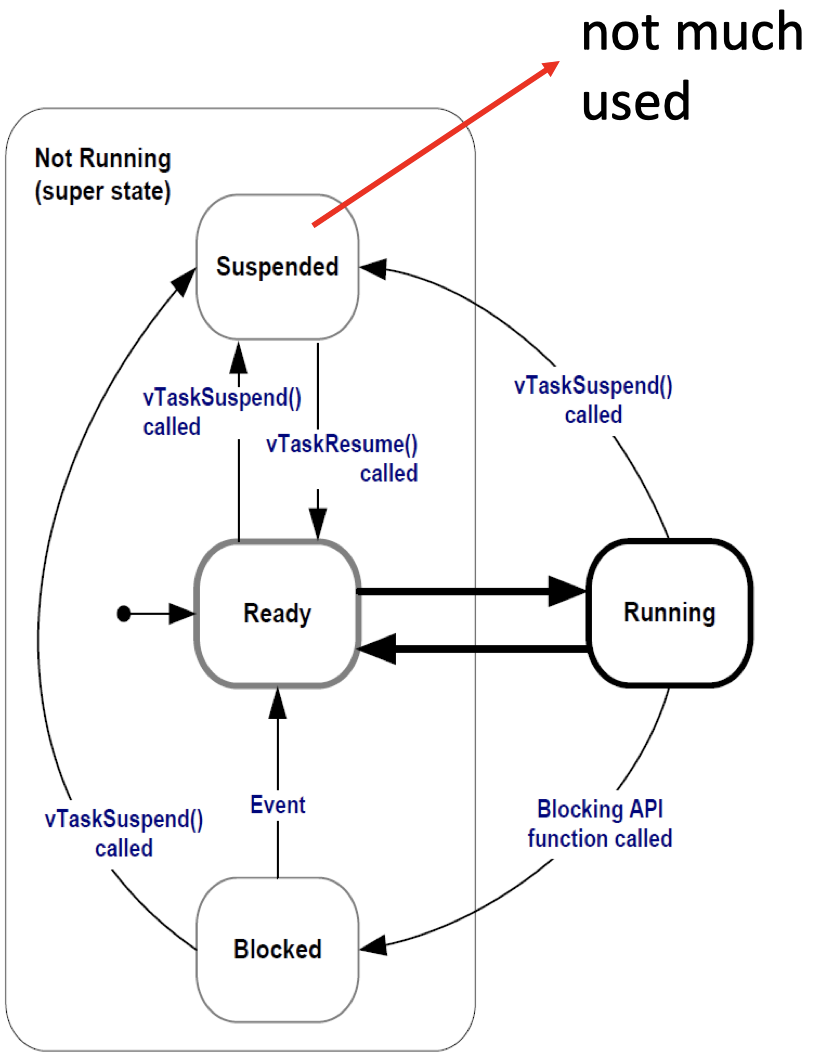 not much
used
Not Running
(super state)
Suspended
vTaskSuspend()
called
vTaskResume()
called
vTaskSuspend()
called
Ready
Running
Event
vTaskSuspend()
called
Blocking API
function called
Blocked